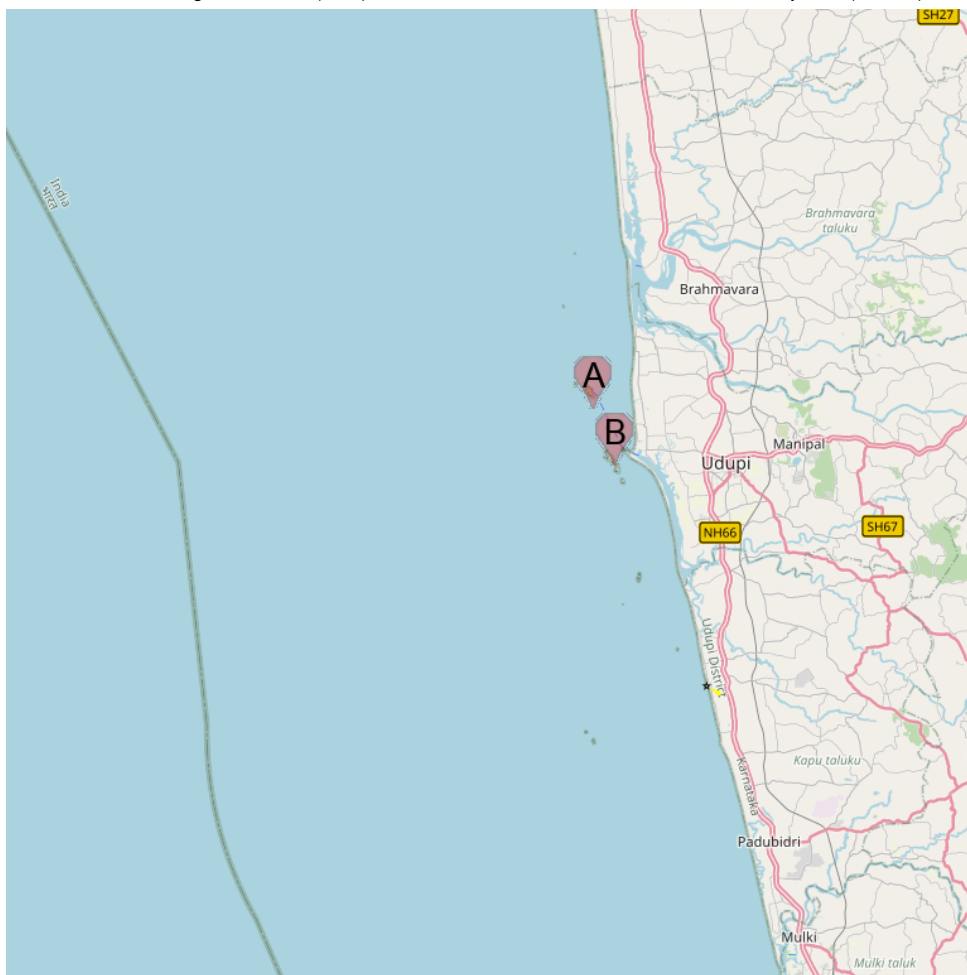 SH27
India
भारत
Brahmavara
taluku
Brahmavara
A
B
Manipal
Udupi
SH67
NH66
Udupi District
Karnataka
Kapu taluku
Padubidri
Mulki
Mulki taluk